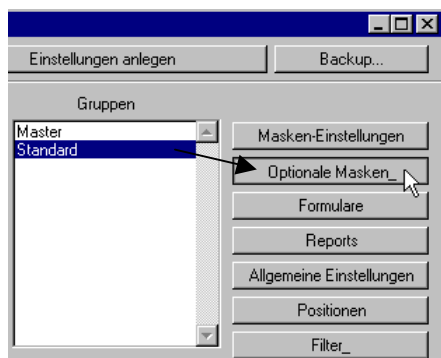 Einstellungen anlegen
Backup...
Gruppen
Master
Standard
Masken-Einstellungen
Optionale Masken_
Formulare
Reports
Allgemeine Einstellungen
Positionen
Filter_